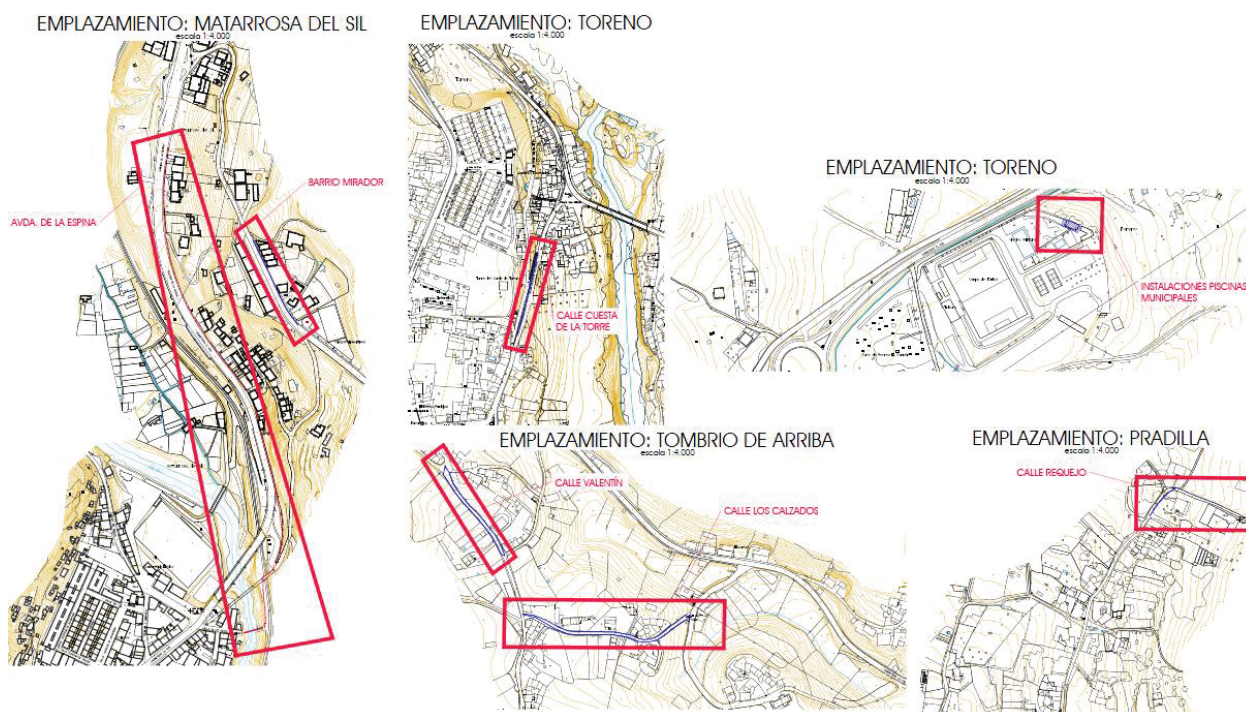 EMPLAZAMIENTO: MATARROSA DEL SIL
escala 1:4.000
BARRIO MIRADOR
AVDA. DE LA ESPINA
EMPLAZAMIENTO: TORENO
escala 1:4.000
CALLE CUESTA
DE LA TORRE
EMPLAZAMIENTO: TORENO
escala 1:4.000
INSTALACIONES PISCINAS
MUNICIPALES
EMPLAZAMIENTO: TOMBRIO DE ARRIBA
escala 1:4.000
CALLE VALENTÍN
CALLE LOS CALZADOS
EMPLAZAMIENTO: PRADILLA
escala 1:4.000
CALLE REQUEJO